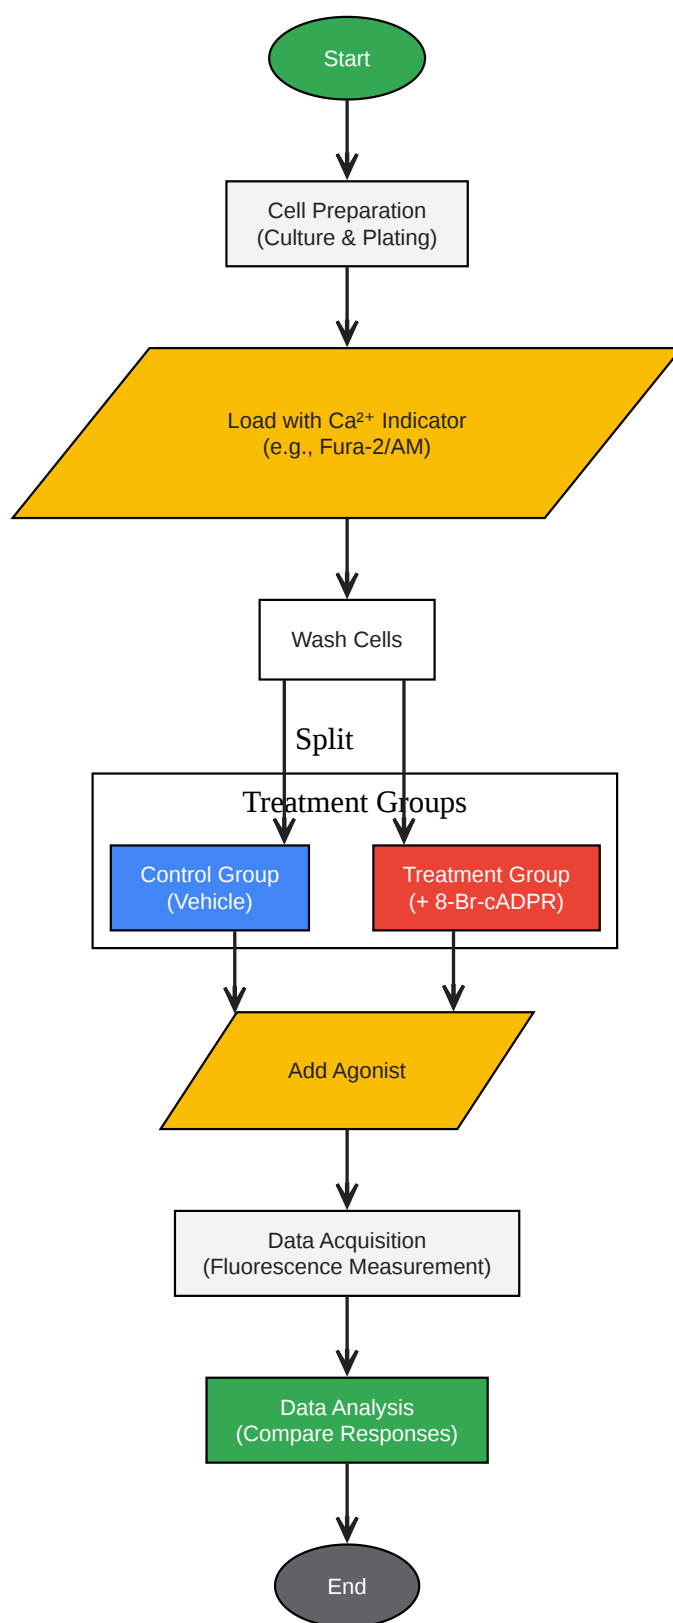 Start
Cell Preparation
(Culture & Plating)
Load with Ca²⁺ Indicator
(e.g., Fura-2/AM)
Wash Cells
Split
Treatment Groups
Control Group
(Vehicle)
Treatment Group
(+ 8-Br-cADPR)
Add Agonist
Data Acquisition
(Fluorescence Measurement)
Data Analysis
(Compare Responses)
End